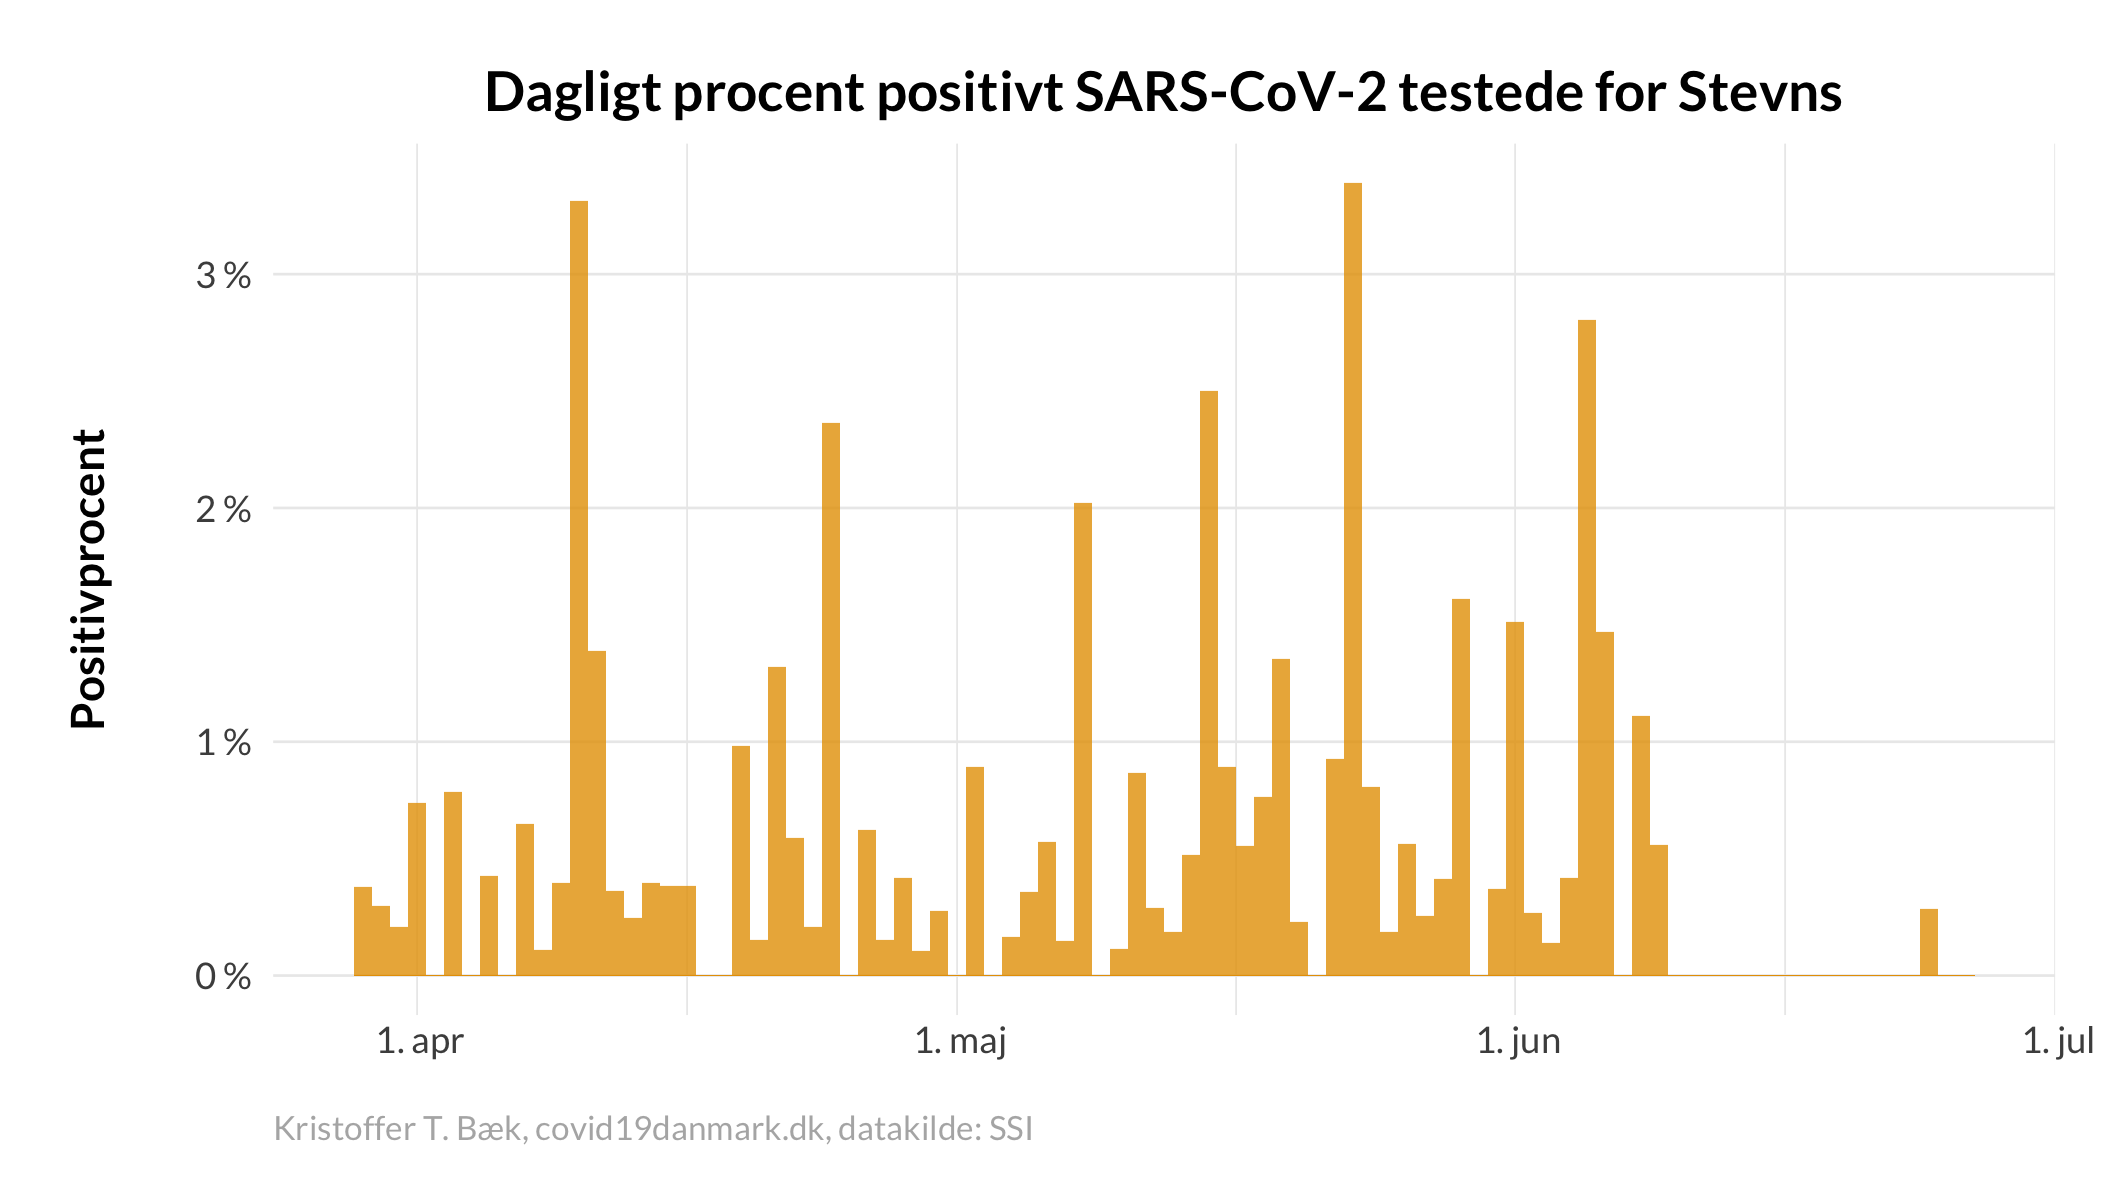 Dagligt procent positivt SARS-CoV-2 testede for Stevns
Positivprocent
3 %
2 %
1 %
0 %
1. apr
1. maj
1. jun
1. jul
Kristoffer T. Bæk, covid19danmark.dk, datakilde: SSI